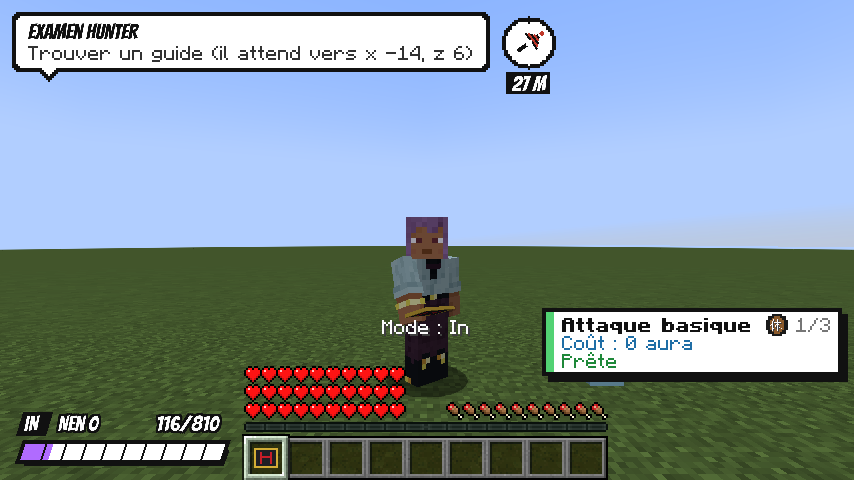 EXAMEN HUNTER
Trouver un guide (il attend vers x -14, z 6)
27 M
Mode : In
Attaque basique 休 1/3
Coût : 0 aura
Prête
IN NEN 0 116/810
H